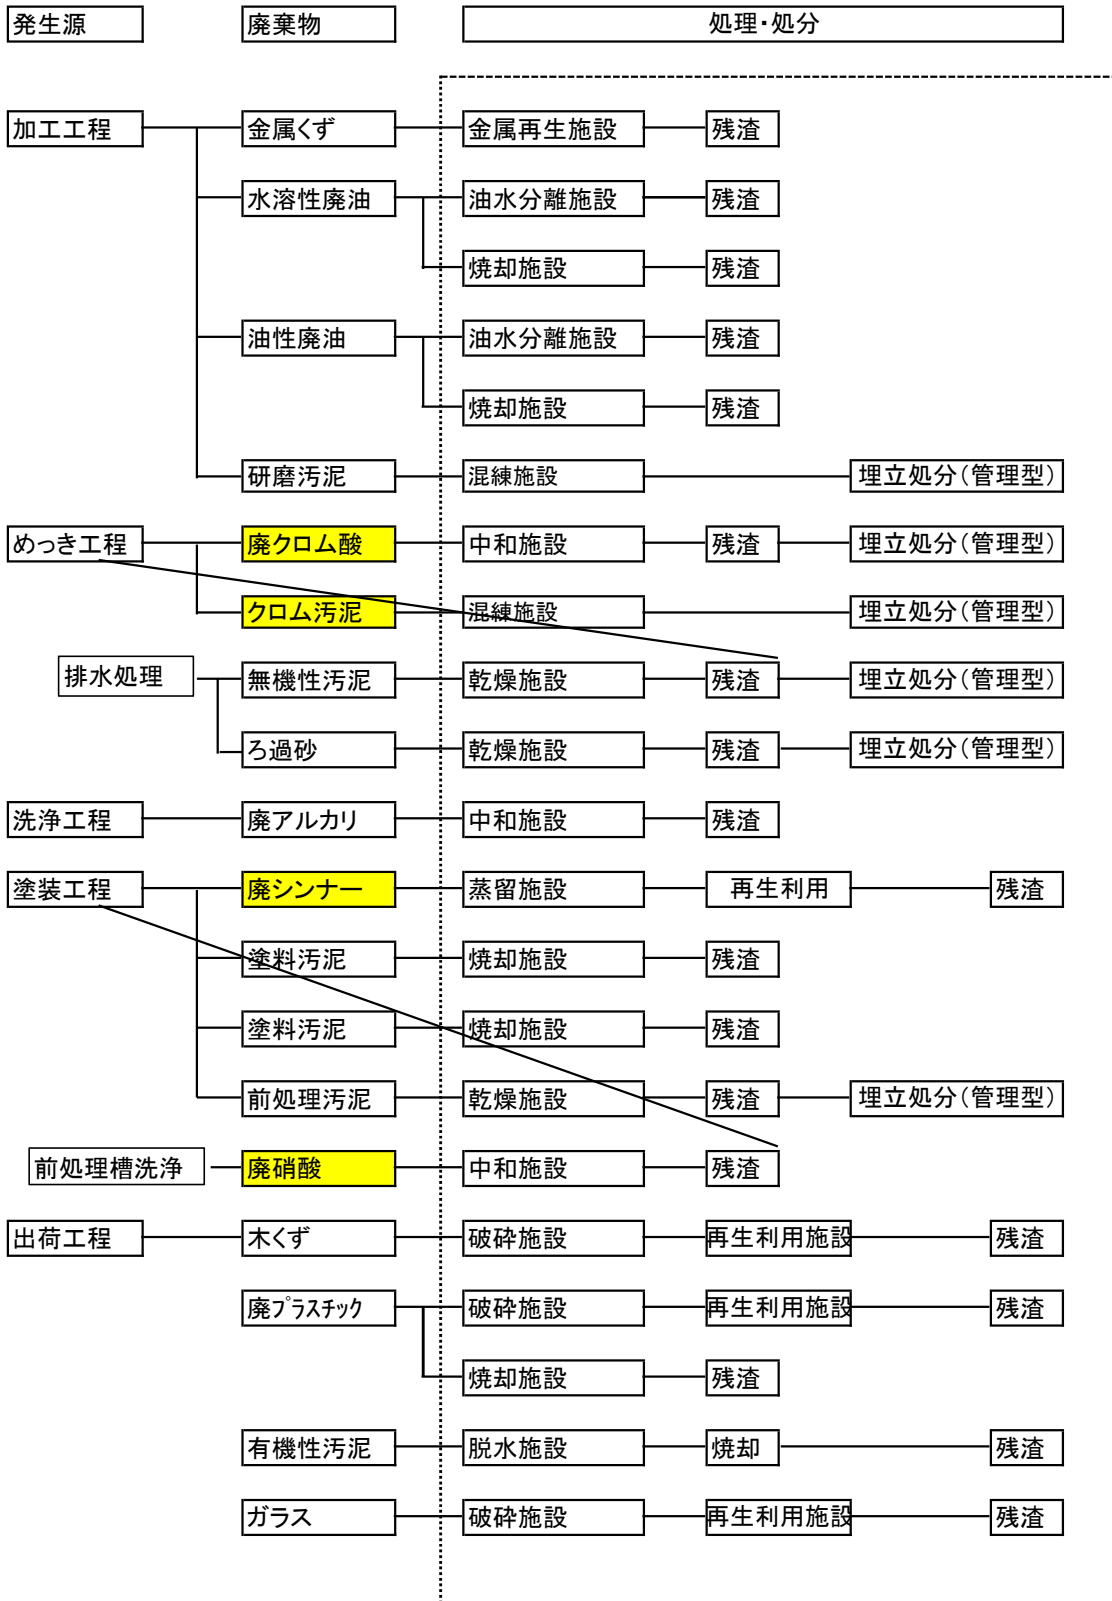 発生源 廃棄物 処理・処分
加工工程 金属くず 金属再生施設 残渣
水溶性廃油 油水分離施設 残渣
焼却施設 残渣
油性廃油 油水分離施設 残渣
焼却施設 残渣
研磨汚泥 混練施設 埋立処分(管理型)
めっき工程 廃クロム酸 中和施設 残渣 埋立処分(管理型)
クロム汚泥 混練施設 埋立処分(管理型)
排水処理 無機性汚泥 乾燥施設 残渣 埋立処分(管理型)
ろ過砂 乾燥施設 残渣 埋立処分(管理型)
洗浄工程 廃アルカリ 中和施設 残渣
塗装工程 廃シンナー 蒸留施設 再生利用 残渣
塗料汚泥 焼却施設 残渣
塗料汚泥 焼却施設 残渣
前処理汚泥 乾燥施設 残渣 埋立処分(管理型)
前処理槽洗浄 廃硝酸 中和施設 残渣
出荷工程 木くず 破砕施設 再生利用施設 残渣
廃プラスチック 破砕施設 再生利用施設 残渣
焼却施設 残渣
有機性汚泥 脱水施設 焼却 残渣
ガラス 破砕施設 再生利用施設 残渣